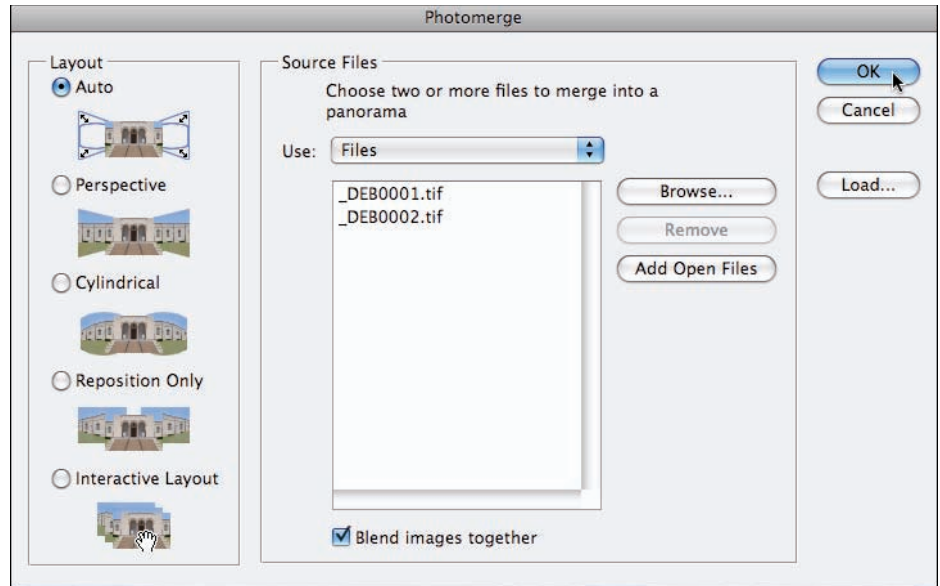 Photomerge
Layout
Auto
Perspective
Cylindrical
Reposition Only
Interactive Layout
Source Files
Choose two or more files to merge into a
panorama
Use: Files
_DEB0001.tif
_DEB0002.tif
Browse...
Remove
Add Open Files
Blend images together
OK
Cancel
Load...